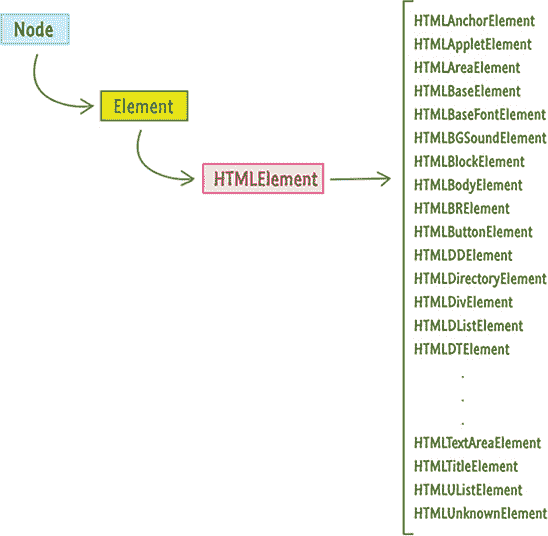 Node
Element
HTMLElement
HTMLAnchorElement
HTMLAppletElement
HTMLAreaElement
HTMLBaseElement
HTMLBaseFontElement
HTMLBGSoundElement
HTMLBlockElement
HTMLBodyElement
HTMLBRElement
HTMLButtonElement
HTMLDDElement
HTMLDirectoryElement
HTMLDivElement
HTMLDListElement
HTMLDTElement
.
.
.
HTMLTextAreaElement
HTMLTitleElement
HTMLUListElement
HTMLUnknownElement